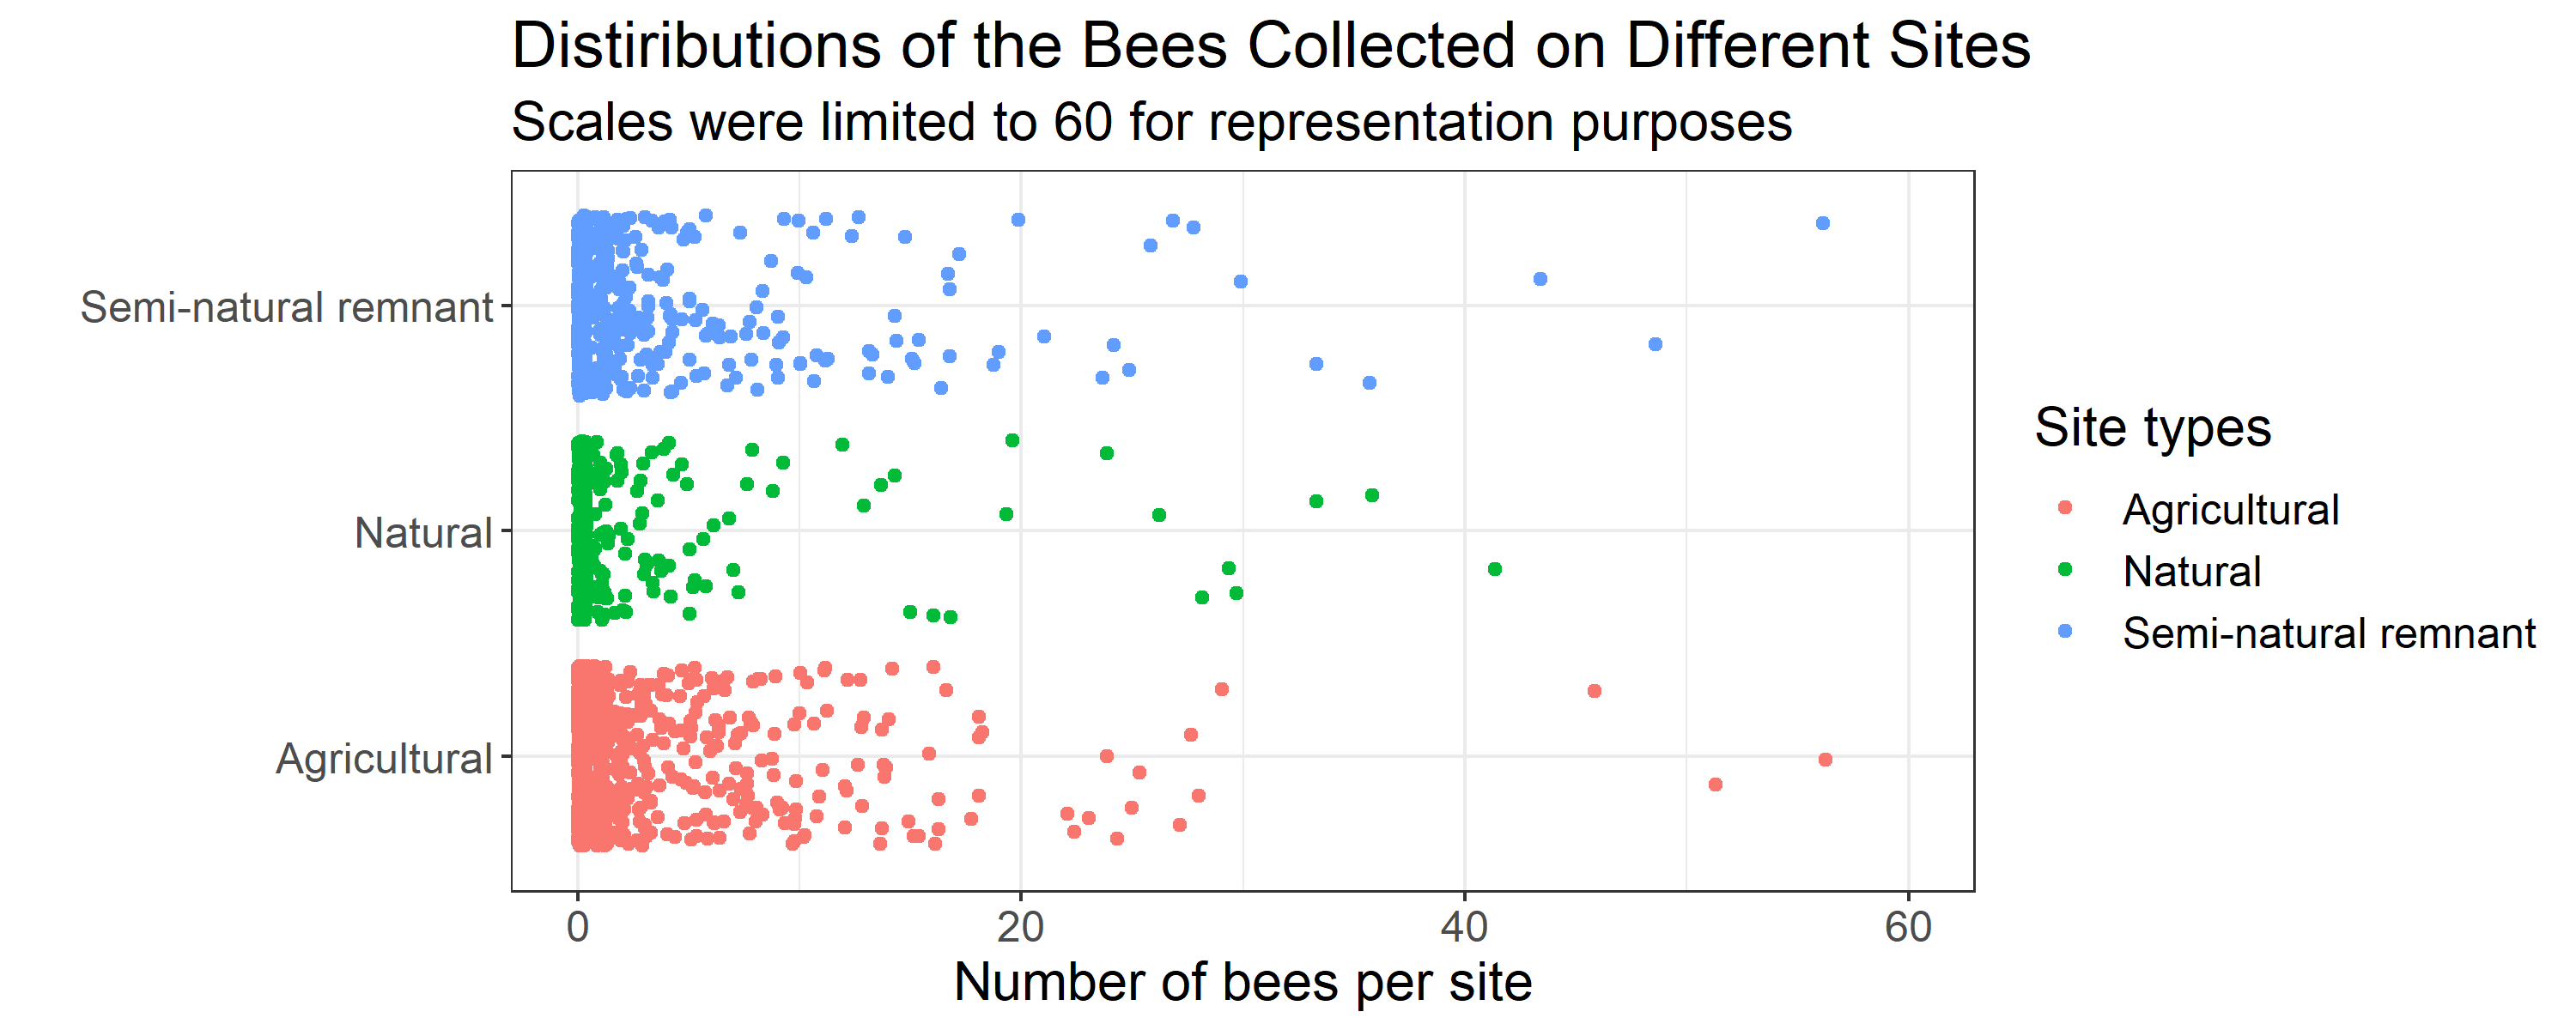 Distiributions of the Bees Collected on Different Sites
Scales were limited to 60 for representation purposes
Semi-natural remnant
Natural
Agricultural
0 20 40 60
Number of bees per site
Site types
Agricultural
Natural
Semi-natural remnant